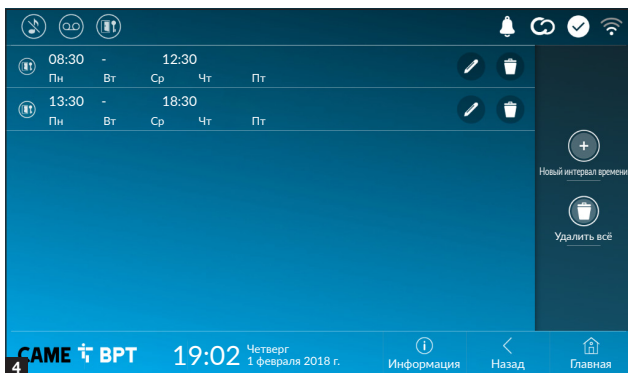 08:30 - 12:30
Пн Вт Ср Чт Пт
13:30 - 18:30
Пн Вт Ср Чт Пт
Новый интервал времени
Удалить всё
CAME BPT
19:02
Четверг
1 февраля 2018 г.
Информация
Назад
Главная
4